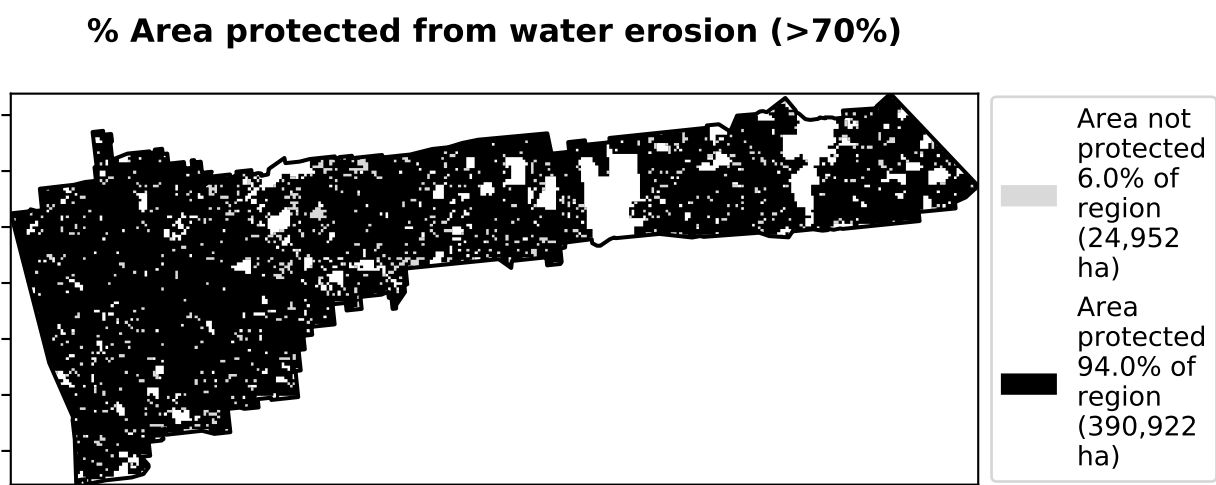 % Area protected from water erosion (>70%)
Area not
protected
6.0% of
region
(24,952
ha)
Area
protected
94.0% of
region
(390,922
ha)